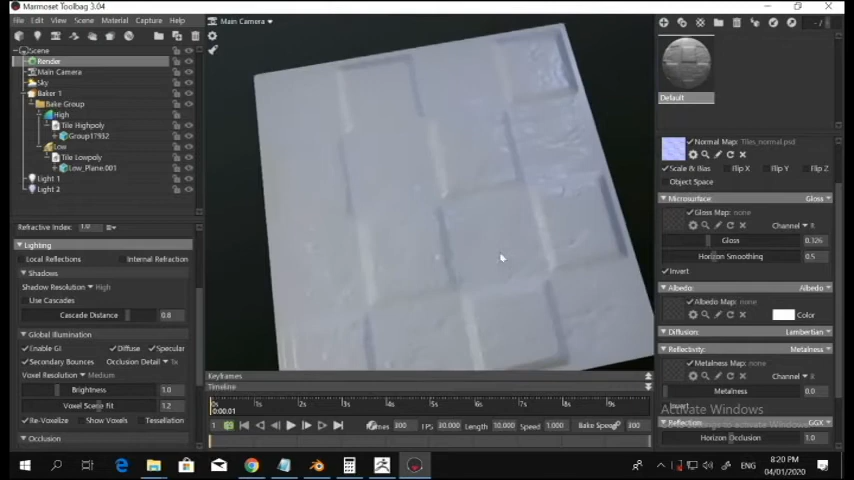 Marmoset Toolbag 3.04
File Edit View Scene Material Capture Help
Main Camera
- / -
Scene
Render
Main Camera
Sky
Baker 1
Bake Group
High
Tile Highpoly
Group17932
Low
Tile Lowpoly
Low_Plane.001
Light 1
Light 2
Default
Normal Map: Tiles_normal.psd
Scale & Bias Flip X Flip Y Flip Z
Object Space
Microsurface: Gloss
Gloss Map: none
Channel R
Gloss 0.326
Horizon Smoothing 0.5
Invert
Albedo: Albedo
Albedo Map: none
Color
Diffusion: Lambertian
Reflectivity: Metalness
Metalness Map: none
Channel R
Metalness 0.0
Invert
Reflection: GGX
Horizon Occlusion 1.0
Refractive Index: 1.0
Lighting
Local Reflections Internal Refraction
Shadows
Shadow Resolution High
Use Cascades
Cascade Distance 0.8
Global Illumination
Enable GI Diffuse Specular
Secondary Bounces Occlusion Detail 1x
Voxel Resolution Medium
Brightness 1.0
Voxel Scene Fit 1.2
Re-Voxelize Show Voxels Tessellation
Occlusion
Keyframes
Timeline
0s 1s 2s 3s 4s 5s 6s 7s 8s 9s
0:00.01
1 Frames 300 FPS 30.000 Length 10.000 Speed 1.000 Bake Speed 300
Activate Windows
ENG
8:20 PM
04/01/2020